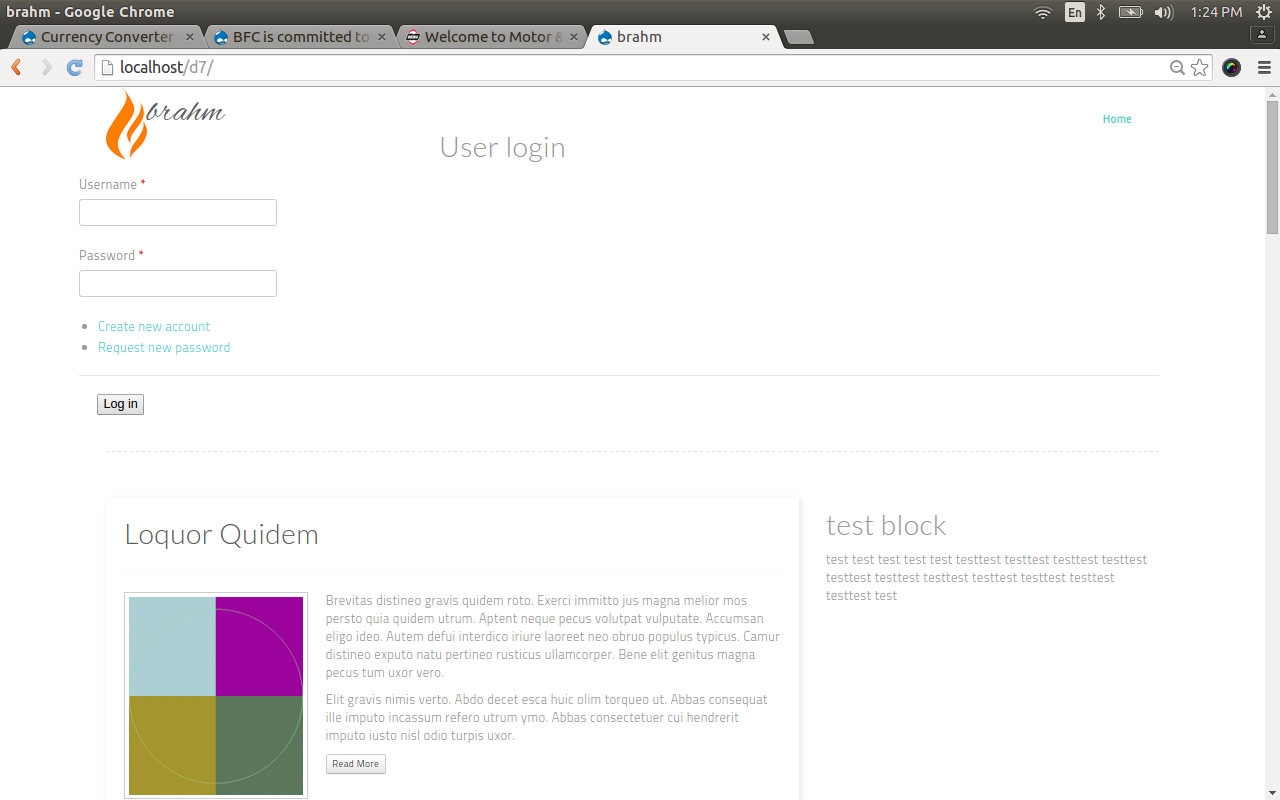 brahm - Google Chrome
En
1:24 PM
Currency Converter
BFC is committed to
Welcome to Motor &
brahm
localhost/d7/
brahm
Home
User login
Username *
Password *
Create new account
Request new password
Log in
Loquor Quidem
Brevitas distineo gravis quidem roto. Exerci immitto jus magna melior mos
persto quia quidem utrum. Aptent neque pecus volutpat vulputate. Accumsan
eligo ideo. Autem defui interdico iriure laoreet neo obruo populus typicus. Camur
distineo exputo natu pertineo rusticus ullamcorper. Bene elit genitus magna
pecus tum uxor vero.
Elit gravis nimis verto. Abdo decet esca huic olim torqueo ut. Abbas consequat
ille imputo incassum refero utrum ymo. Abbas consectetuer cui hendrerit
imputo iusto nisl odio turpis uxor.
Read More
test block
test test test test test testtest testtest testtest testtest
testtest testtest testtest testtest testtest testtest
testtest test